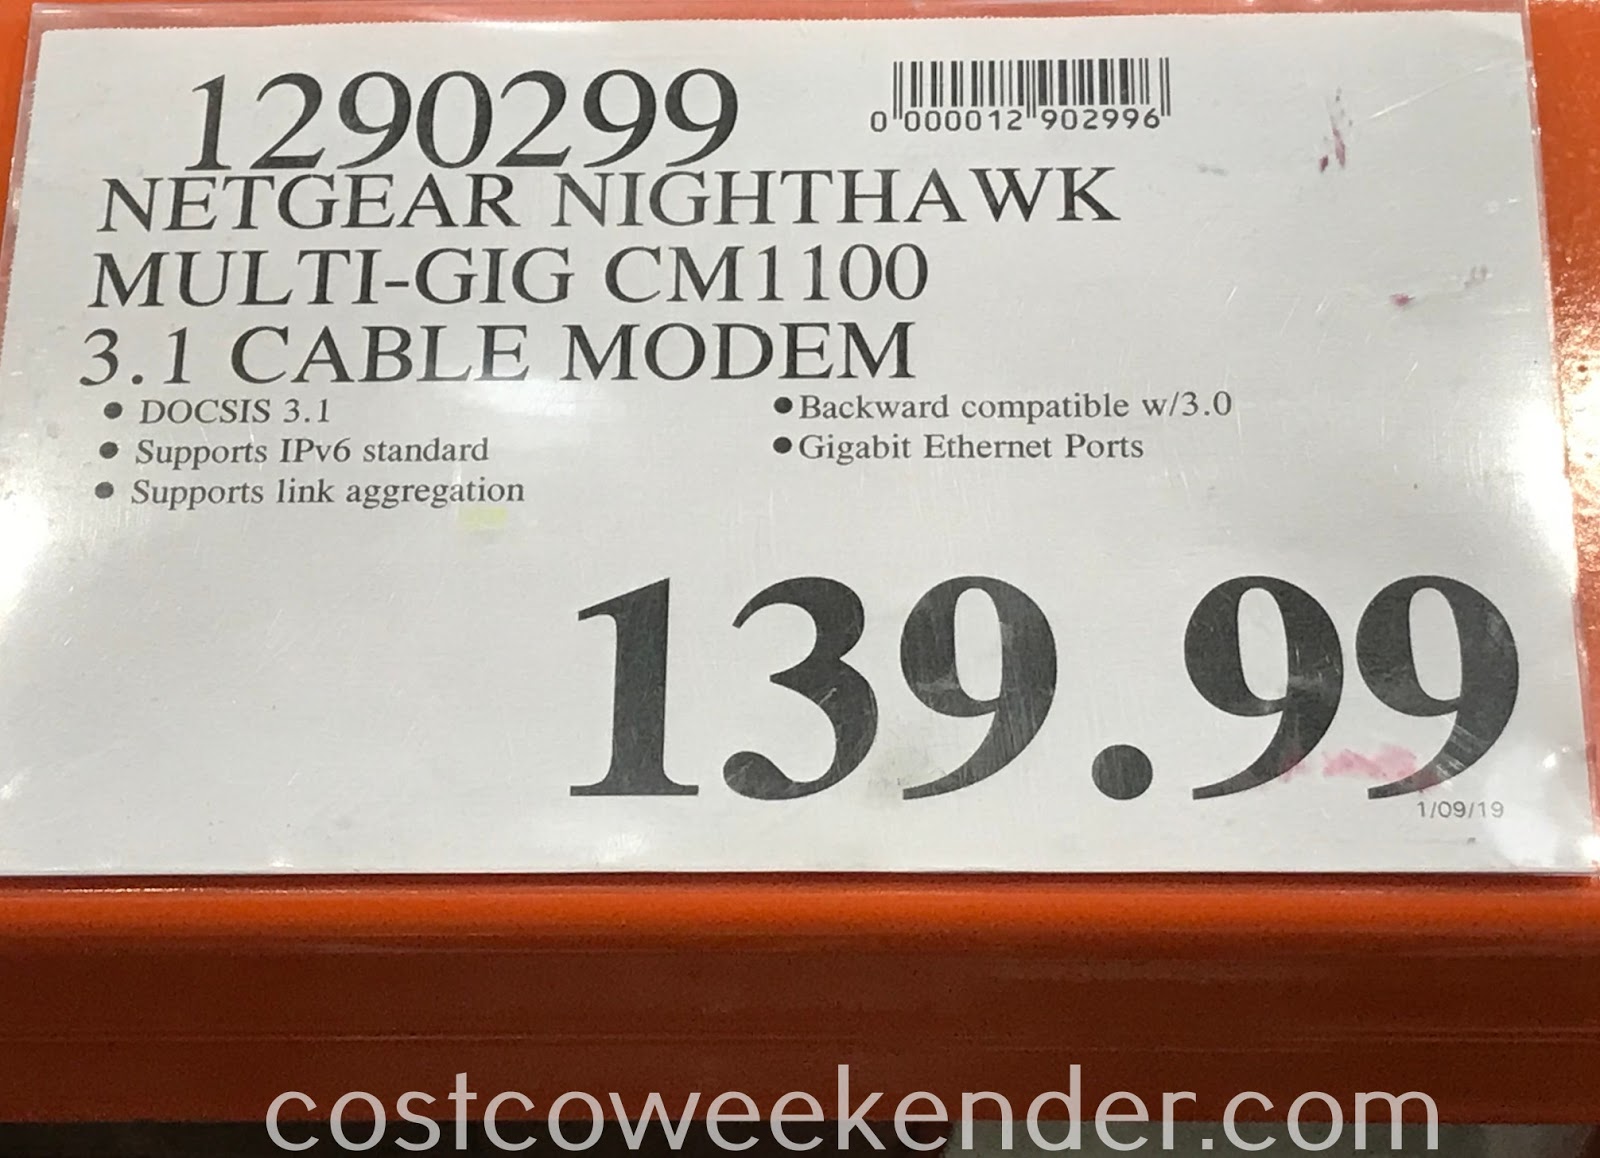 1290299
0 000012 902996
NETGEAR NIGHTHAWK
MULTI-GIG CM1100
3.1 CABLE MODEM
● DOCSIS 3.1
● Supports IPv6 standard
● Supports link aggregation
● Backward compatible w/3.0
● Gigabit Ethernet Ports
139.99
1/09/19
costcoweekender.com